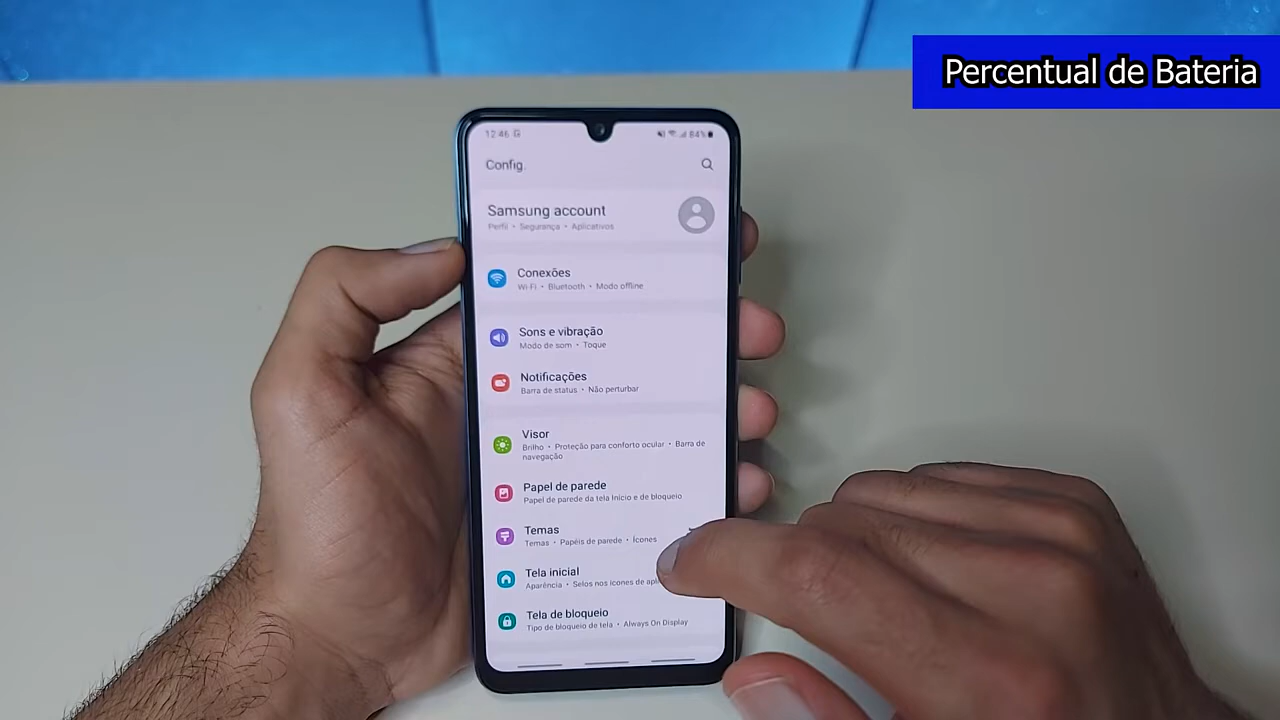 Percentual de Bateria
12:46
84%
Config.
Samsung account
Perfil • Segurança • Aplicativos
Conexões
Wi-Fi • Bluetooth • Modo offline
Sons e vibração
Modo de som • Toque
Notificações
Barra de status • Não perturbar
Visor
Brilho • Proteção para conforto ocular • Barra de
navegação
Papel de parede
Papel de parede da tela Início e de bloqueio
Temas
Temas • Papéis de parede • Ícones
Tela inicial
Aparência • Selos nos ícones de
Tela de bloqueio
Tipo de bloqueio de tela • Always On Display